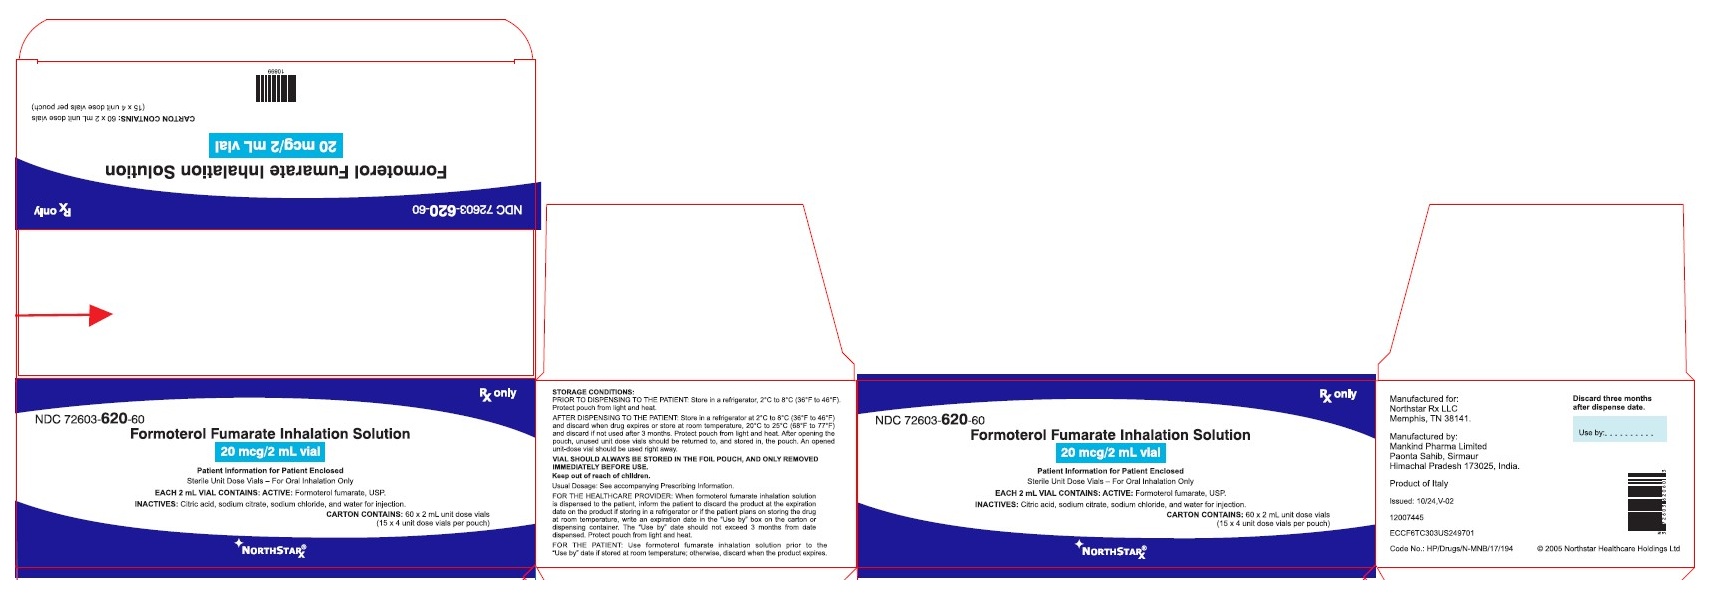 10899
CARTON CONTAINS: 60 x 2 mL unit dose vials
(15 x 4 unit dose vials per pouch)
20 mcg/2 mL vial
Formoterol Fumarate Inhalation Solution
NDC 72603-620-60
Rx only
Rx only
NDC 72603-620-60
Formoterol Fumarate Inhalation Solution
20 mcg/2 mL vial
Patient Information for Patient Enclosed
Sterile Unit Dose Vials – For Oral Inhalation Only
EACH 2 mL VIAL CONTAINS: ACTIVE: Formoterol fumarate, USP.
INACTIVES: Citric acid, sodium citrate, sodium chloride, and water for injection.
CARTON CONTAINS: 60 x 2 mL unit dose vials
(15 x 4 unit dose vials per pouch)
NORTHSTARx®
STORAGE CONDITIONS:
PRIOR TO DISPENSING TO THE PATIENT: Store in a refrigerator, 2°C to 8°C (36°F to 46°F).
Protect pouch from light and heat.
AFTER DISPENSING TO THE PATIENT: Store in a refrigerator at 2°C to 8°C (36°F to 46°F)
and discard when drug expires or store at room temperature, 20°C to 25°C (68°F to 77°F)
and discard if not used after 3 months. Protect pouch from light and heat. After opening the
pouch, unused unit dose vials should be returned to, and stored in, the pouch. An opened
unit-dose vial should be used right away.
VIAL SHOULD ALWAYS BE STORED IN THE FOIL POUCH, AND ONLY REMOVED
IMMEDIATELY BEFORE USE.
Keep out of reach of children.
Usual Dosage: See accompanying Prescribing Information.
FOR THE HEALTHCARE PROVIDER: When formoterol fumarate inhalation solution
is dispensed to the patient, inform the patient to discard the product at the expiration
date on the product if storing in a refrigerator or if the patient plans on storing the drug
at room temperature, write an expiration date in the "Use by" box on the carton or
dispensing container. The "Use by" date should not exceed 3 months from date
dispensed. Protect pouch from light and heat.
FOR THE PATIENT: Use formoterol fumarate inhalation solution prior to the
"Use by" date if stored at room temperature; otherwise, discard when the product expires.
Rx only
NDC 72603-620-60
Formoterol Fumarate Inhalation Solution
20 mcg/2 mL vial
Patient Information for Patient Enclosed
Sterile Unit Dose Vials – For Oral Inhalation Only
EACH 2 mL VIAL CONTAINS: ACTIVE: Formoterol fumarate, USP.
INACTIVES: Citric acid, sodium citrate, sodium chloride, and water for injection.
CARTON CONTAINS: 60 x 2 mL unit dose vials
(15 x 4 unit dose vials per pouch)
NORTHSTARx®
Manufactured for:
Northstar Rx LLC
Memphis, TN 38141.
Manufactured by:
Mankind Pharma Limited
Paonta Sahib, Sirmaur
Himachal Pradesh 173025, India.
Product of Italy
Issued: 10/24,V-02
12007445
ECCF6TC303US249701
Code No.: HP/Drugs/N-MNB/17/194
Discard three months
after dispense date.
Use by:. . . . . . . . . .
© 2005 Northstar Healthcare Holdings Ltd